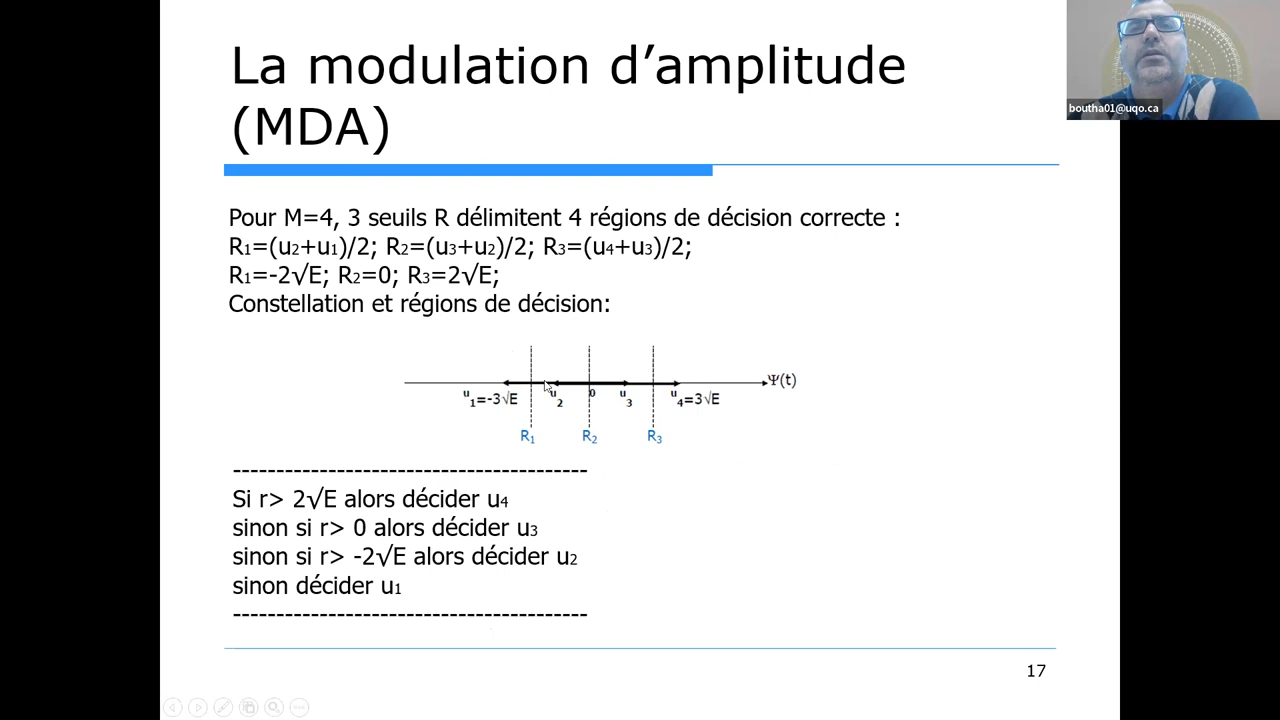 La modulation d’amplitude
(MDA)
boutha01@uqo.ca
Pour M=4, 3 seuils R délimitent 4 régions de décision correcte :
R1=(u2+u1)/2; R2=(u3+u2)/2; R3=(u4+u3)/2;
R1=-2√E; R2=0; R3=2√E;
Constellation et régions de décision:
Ψ(t)
u1=-3√E u2 0 u3 u4=3√E
R1 R2 R3
----------------------------------------
Si r> 2√E alors décider u4
sinon si r> 0 alors décider u3
sinon si r> -2√E alors décider u2
sinon décider u1
----------------------------------------
17